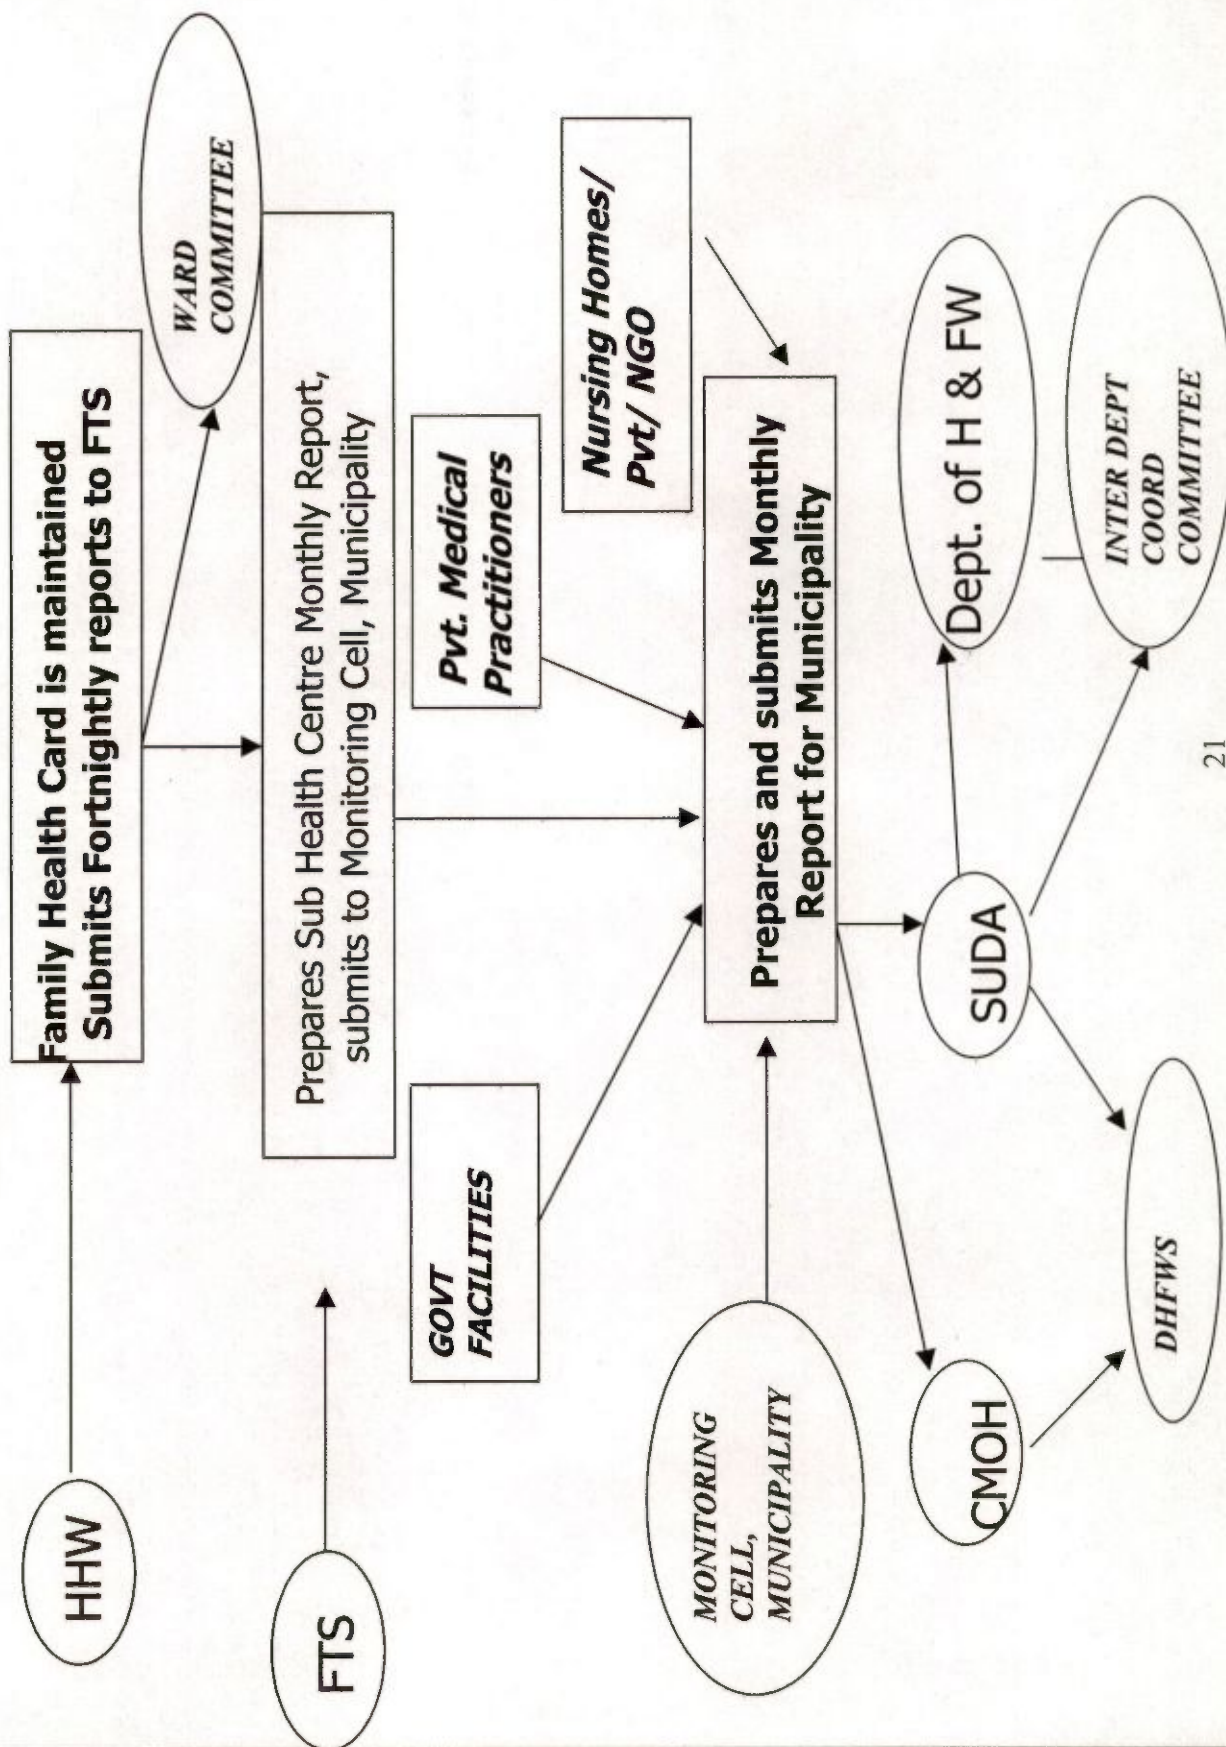 HHW
Family Health Card is maintained
Submits Fortnightly reports to FTS
WARD
COMMITTEE
FTS
Prepares Sub Health Centre Monthly Report,
submits to Monitoring Cell, Municipality
GOVT
FACILITIES
Pvt. Medical
Practitioners
Nursing Homes/
Pvt/ NGO
MONITORING
CELL,
MUNICIPALITY
Prepares and submits Monthly
Report for Municipality
CMOH
SUDA
Dept. of H & FW
DHFWS
INTER DEPT
COORD
COMMITTEE
21